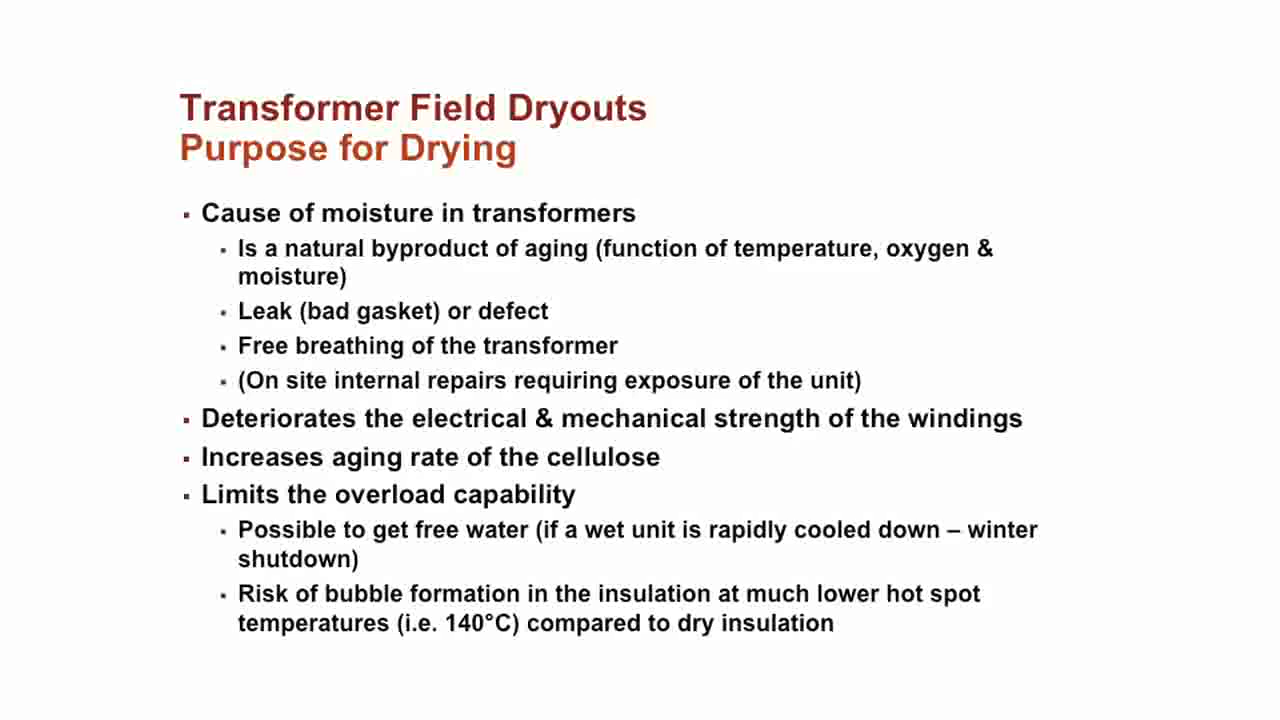 Transformer Field Dryouts
Purpose for Drying
▪ Cause of moisture in transformers
▪ Is a natural byproduct of aging (function of temperature, oxygen &
moisture)
▪ Leak (bad gasket) or defect
▪ Free breathing of the transformer
▪ (On site internal repairs requiring exposure of the unit)
▪ Deteriorates the electrical & mechanical strength of the windings
▪ Increases aging rate of the cellulose
▪ Limits the overload capability
▪ Possible to get free water (if a wet unit is rapidly cooled down – winter
shutdown)
▪ Risk of bubble formation in the insulation at much lower hot spot
temperatures (i.e. 140°C) compared to dry insulation